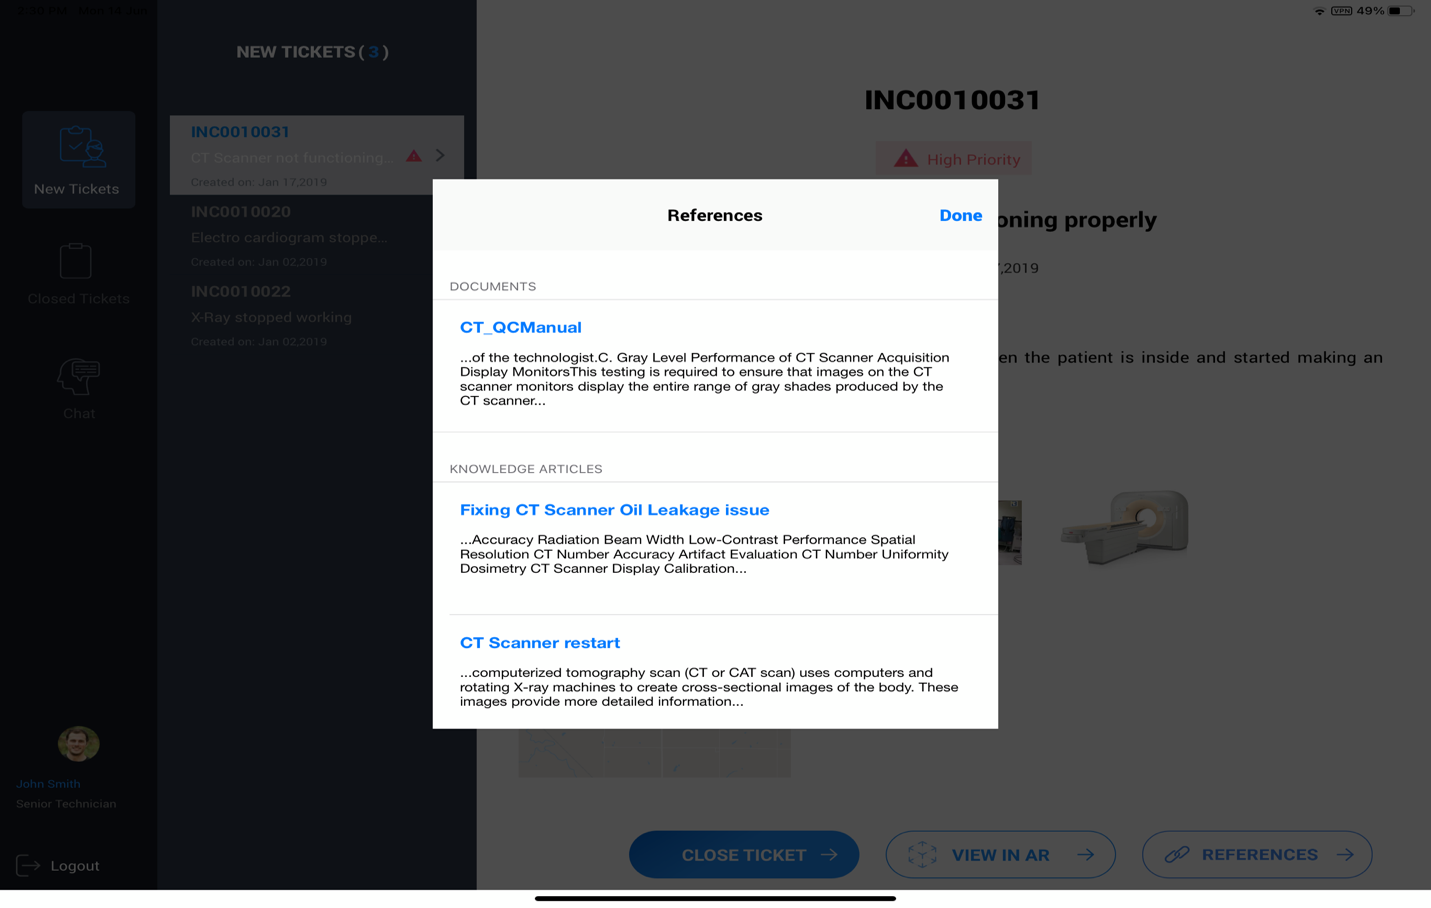 2:30 PM Mon 14 Jun
VPN 49%
NEW TICKETS ( 3 )
New Tickets
Closed Tickets
Chat
John Smith
Senior Technician
Logout
INC0010031
CT Scanner not functioning...
Created on: Jan 17,2019
INC0010020
Electro cardiogram stoppe...
Created on: Jan 02,2019
INC0010022
X-Ray stopped working
Created on: Jan 02,2019
INC0010031
High Priority
oning properly
,2019
en the patient is inside and started making an
References
Done
DOCUMENTS
CT_QCManual
...of the technologist.C. Gray Level Performance of CT Scanner Acquisition
Display MonitorsThis testing is required to ensure that images on the CT
scanner monitors display the entire range of gray shades produced by the
CT scanner...
KNOWLEDGE ARTICLES
Fixing CT Scanner Oil Leakage issue
...Accuracy Radiation Beam Width Low-Contrast Performance Spatial
Resolution CT Number Accuracy Artifact Evaluation CT Number Uniformity
Dosimetry CT Scanner Display Calibration...
CT Scanner restart
...computerized tomography scan (CT or CAT scan) uses computers and
rotating X-ray machines to create cross-sectional images of the body. These
images provide more detailed information...
CLOSE TICKET
VIEW IN AR
REFERENCES